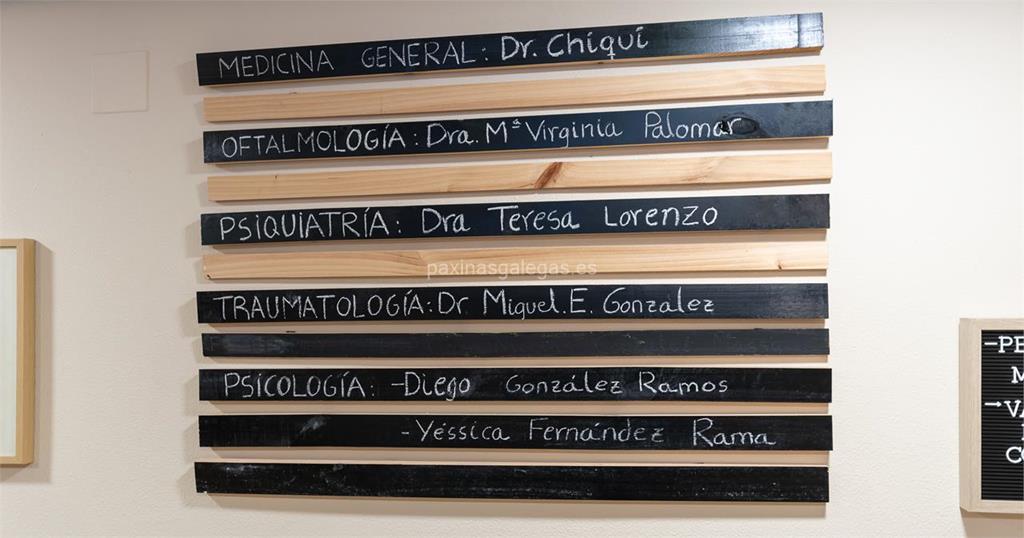 MEDICINA GENERAL: Dr. Chiqui
OFTALMOLOGÍA: Dra. Mª Virginia Palomar
PSIQUIATRÍA: Dra Teresa Lorenzo
paxinasgalegas.es
TRAUMATOLOGÍA: Dr Miguel. E. Gonzalez
PSICOLOGÍA: -Diego González Ramos
-Yéssica Fernández Rama